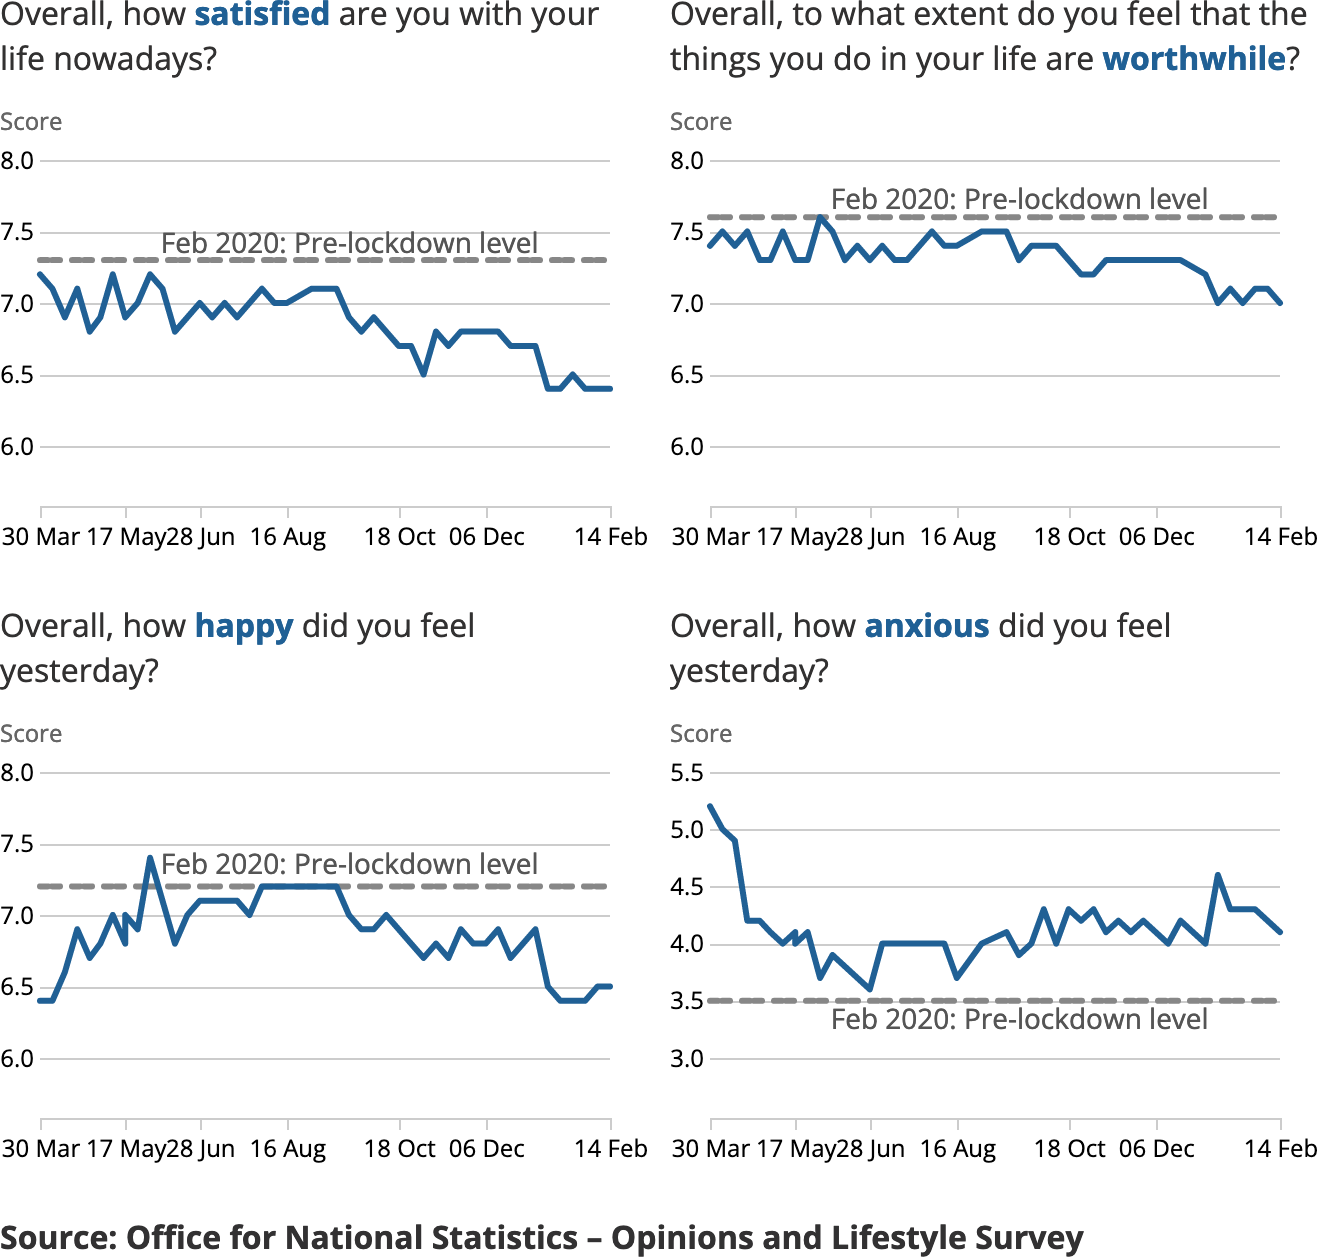 Overall, how satisfied are you with your
life nowadays?
Score
8.0
7.5
Feb 2020: Pre-lockdown level
7.0
6.5
6.0
30 Mar 17 May 28 Jun 16 Aug 18 Oct 06 Dec 14 Feb
Overall, to what extent do you feel that the
things you do in your life are worthwhile?
Score
8.0
Feb 2020: Pre-lockdown level
7.5
7.0
6.5
6.0
30 Mar 17 May 28 Jun 16 Aug 18 Oct 06 Dec 14 Feb
Overall, how happy did you feel
yesterday?
Score
8.0
7.5
Feb 2020: Pre-lockdown level
7.0
6.5
6.0
30 Mar 17 May 28 Jun 16 Aug 18 Oct 06 Dec 14 Feb
Overall, how anxious did you feel
yesterday?
Score
5.5
5.0
4.5
4.0
3.5
Feb 2020: Pre-lockdown level
3.0
30 Mar 17 May 28 Jun 16 Aug 18 Oct 06 Dec 14 Feb
Source: Office for National Statistics – Opinions and Lifestyle Survey